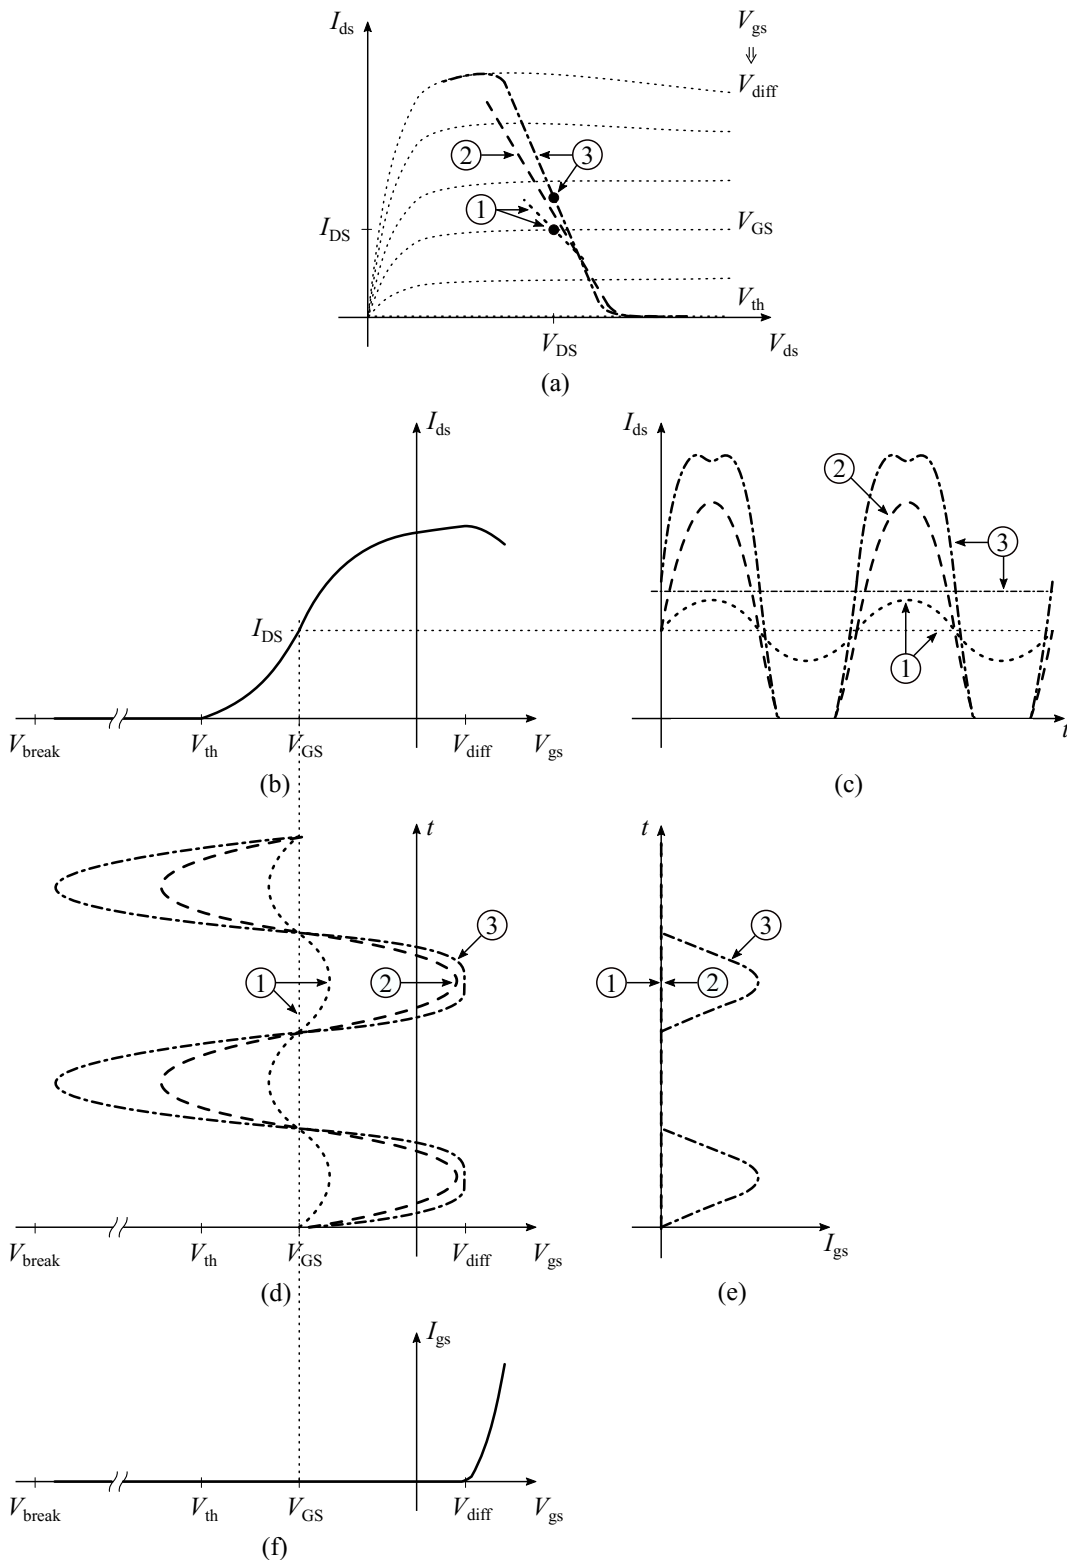 I_ds
V_gs
⇓
V_diff
② ③
①
I_DS
V_GS
V_th
V_DS
V_ds
(a)
I_ds
I_DS
V_break
V_th
V_GS
V_diff
V_gs
(b)
I_ds
②
③
①
t
(c)
t
③
① ②
V_break
V_th
V_GS
V_diff
V_gs
(d)
t
③
① ②
I_gs
(e)
I_gs
V_break
V_th
V_GS
V_diff
V_gs
(f)